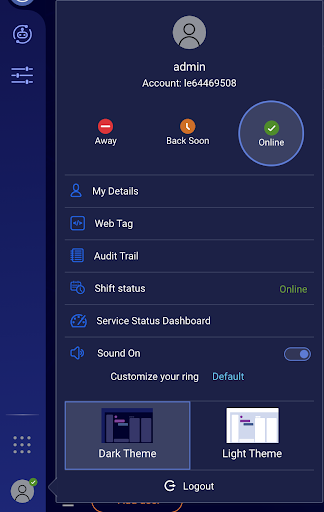 admin
Account: le64469508
Away
Back Soon
Online
My Details
Web Tag
Audit Trail
Shift status
Online
Service Status Dashboard
Sound On
Customize your ring
Default
Dark Theme
Light Theme
Logout